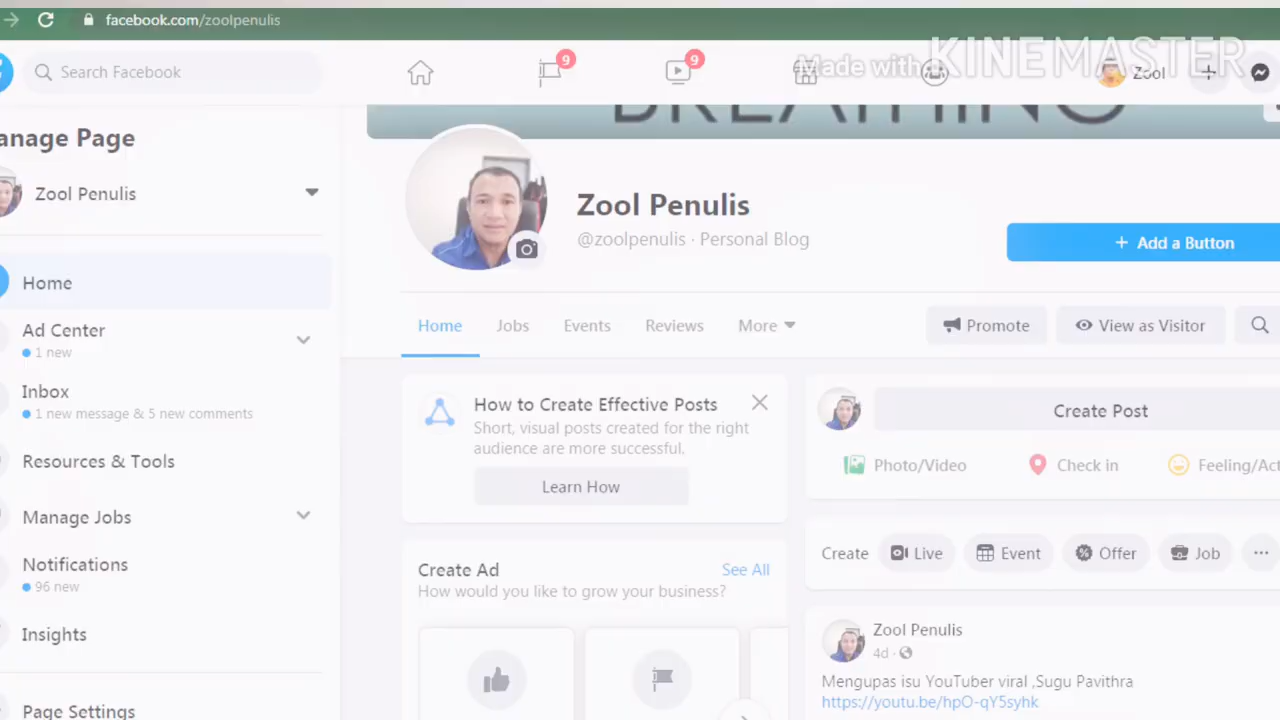 facebook.com/zoolpenulis
Search Facebook
9
9
Made with KINEMASTER
Zool
anage Page
BREATHING
Zool Penulis
Zool Penulis
@zoolpenulis · Personal Blog
+ Add a Button
Home
Ad Center
1 new
Inbox
1 new message & 5 new comments
Resources & Tools
Manage Jobs
Notifications
96 new
Insights
Page Settings
Home
Jobs
Events
Reviews
More
Promote
View as Visitor
How to Create Effective Posts
Short, visual posts created for the right
audience are more successful.
Learn How
Create Ad
See All
How would you like to grow your business?
Create Post
Photo/Video
Check in
Feeling/Act
Create
Live
Event
Offer
Job
Zool Penulis
4d ·
Mengupas isu YouTuber viral ,Sugu Pavithra
https://youtu.be/hpO-qY5syhk